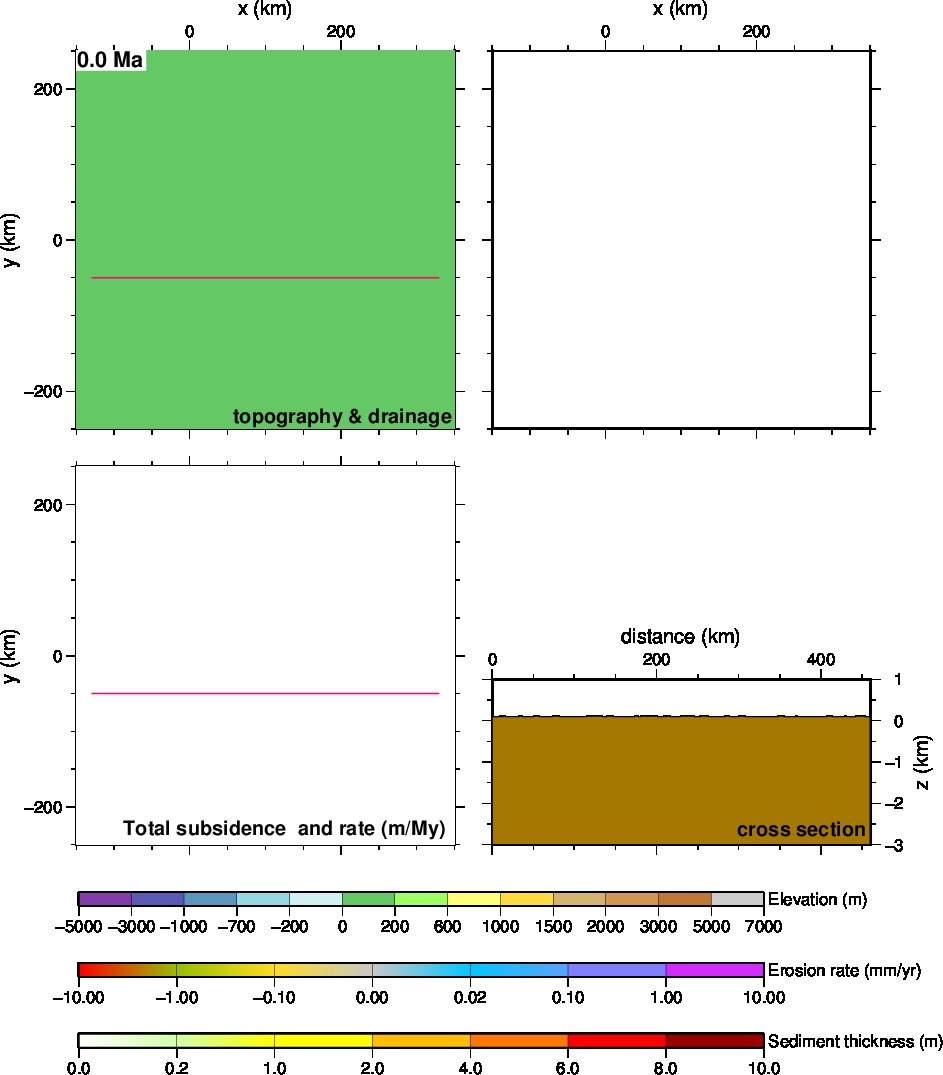 x (km) x (km)
0 200 0 200
0.0 Ma
200
y (km)
0
−200
topography & drainage
200
y (km)
0
−200
Total subsidence and rate (m/My)
distance (km)
0 200 400
1
0
−1
z (km)
−2
−3
cross section
Elevation (m)
−5000 −3000 −1000 −700 −200 0 200 600 1000 1500 2000 3000 5000 7000
Erosion rate (mm/yr)
−10.00 −1.00 −0.10 0.00 0.02 0.10 1.00 10.00
Sediment thickness (m)
0.0 0.2 1.0 2.0 4.0 6.0 8.0 10.0